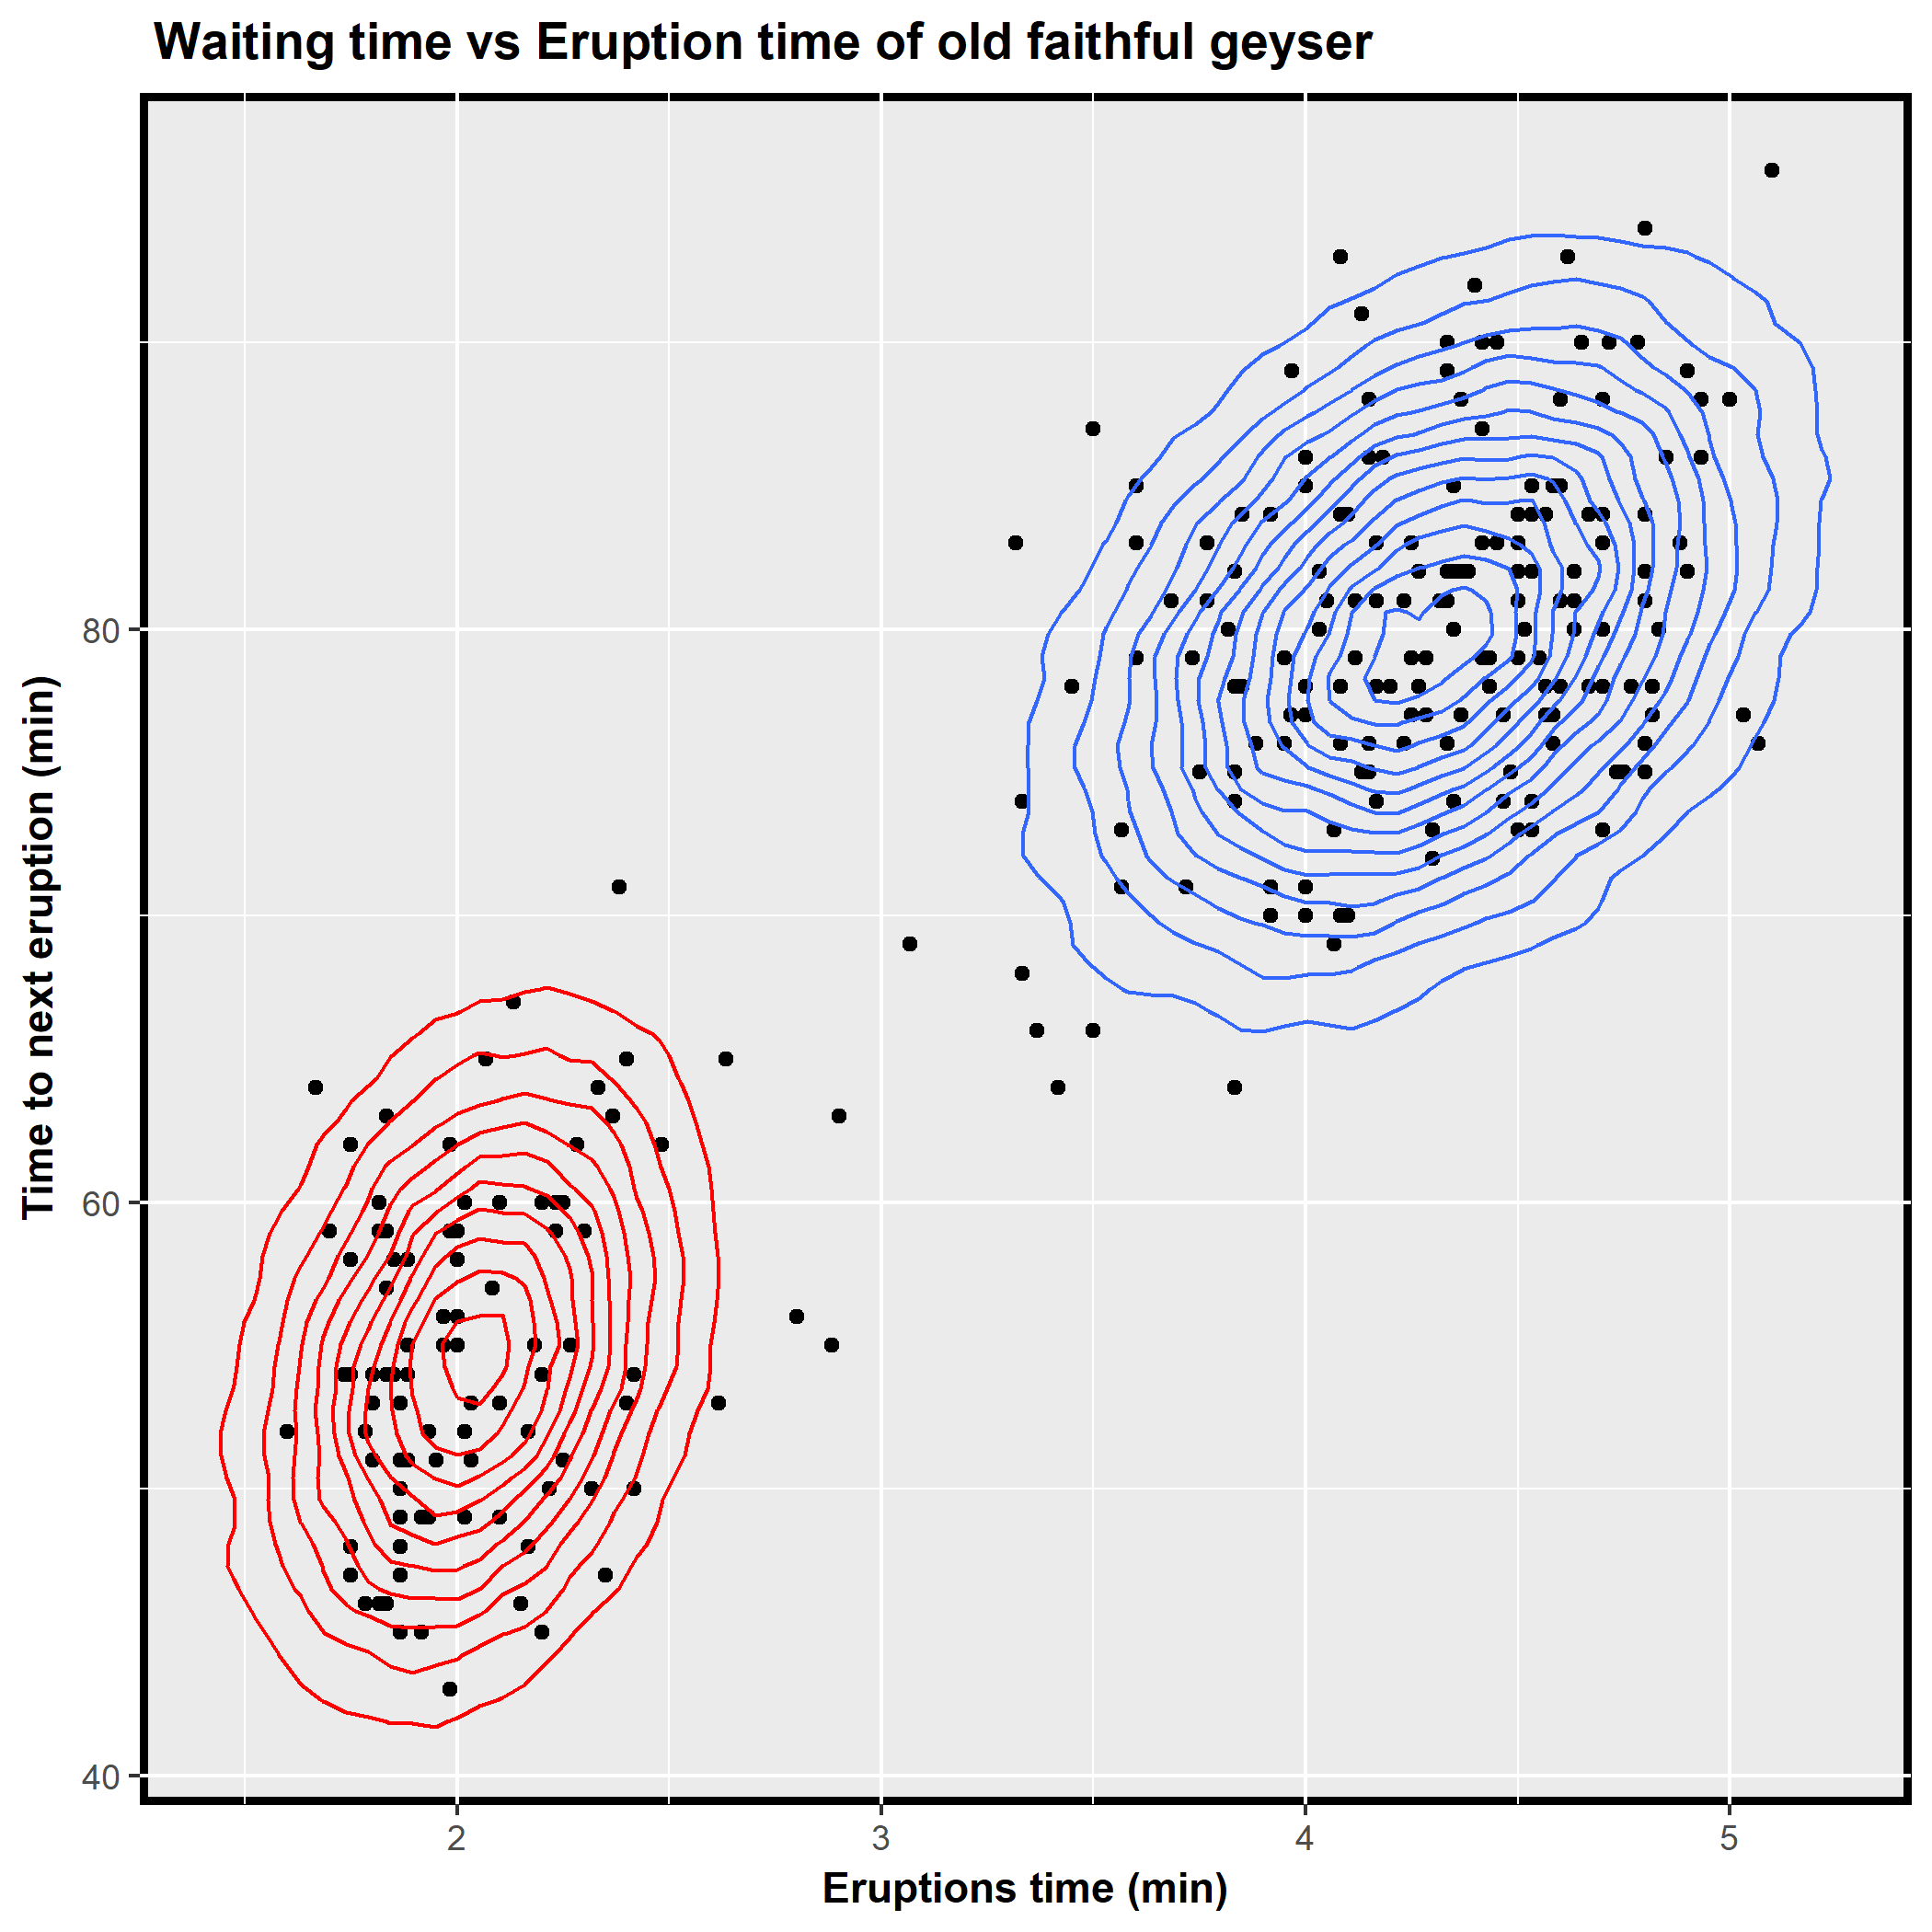 Waiting time vs Eruption time of old faithful geyser
Time to next eruption (min)
80
60
40
2 3 4 5
Eruptions time (min)